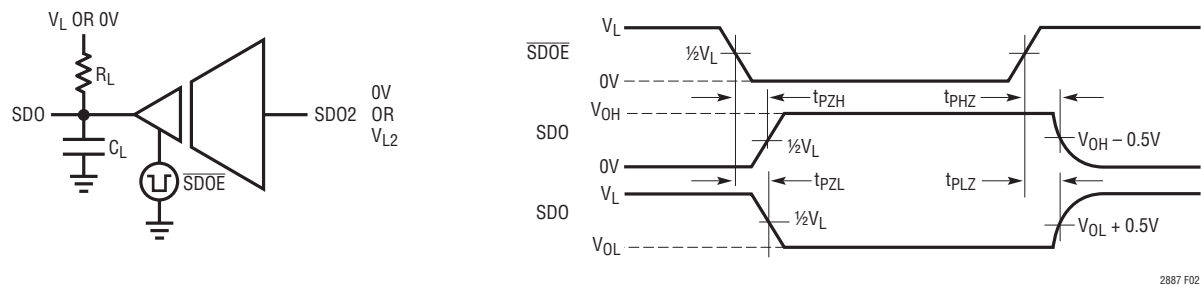 V_L OR 0V
R_L
SDO
SDO2
0V
OR
V_L2
C_L
SDOE
V_L
SDOE
½V_L
0V
t_PZH
t_PHZ
V_OH
SDO
½V_L
V_OH – 0.5V
0V
t_PZL
t_PLZ
V_L
SDO
½V_L
V_OL + 0.5V
V_OL
2887 F02